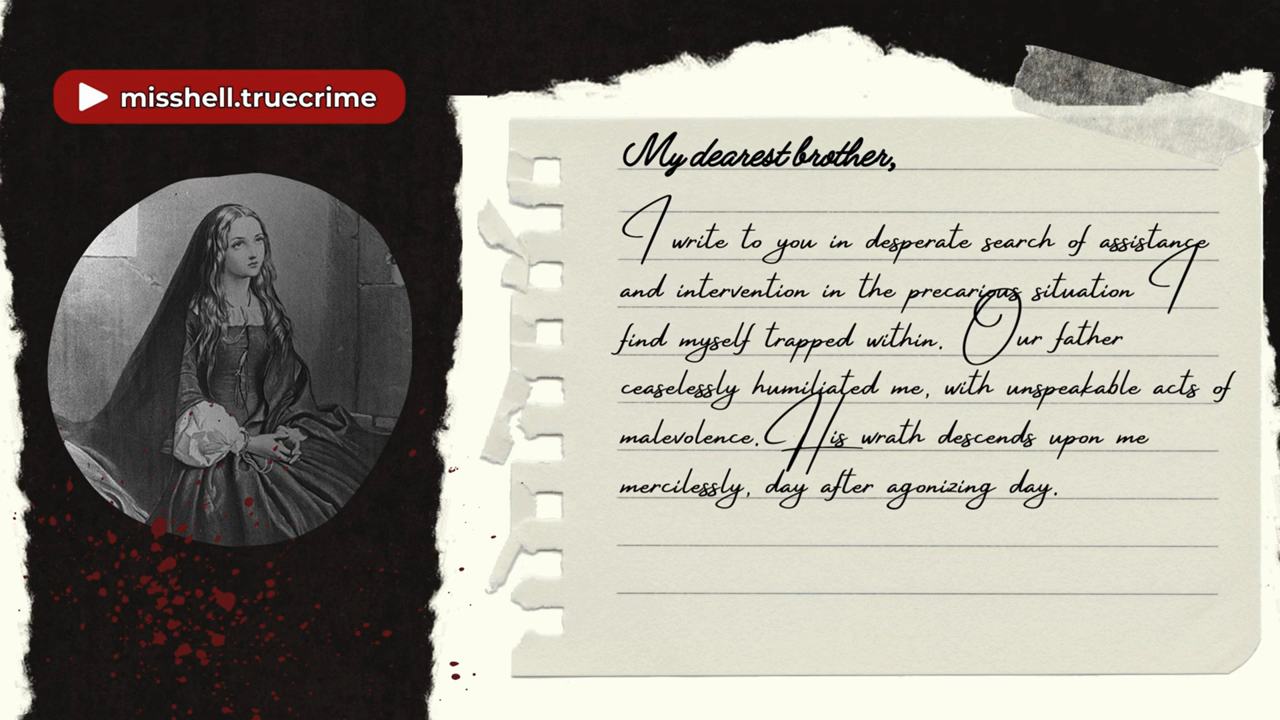 misshell.truecrime
My dearest brother,
I write to you in desperate search of assistance
and intervention in the precarious situation I
find myself trapped within. Our father
ceaselessly humiliated me, with unspeakable acts of
malevolence. His wrath descends upon me
mercilessly, day after agonizing day.